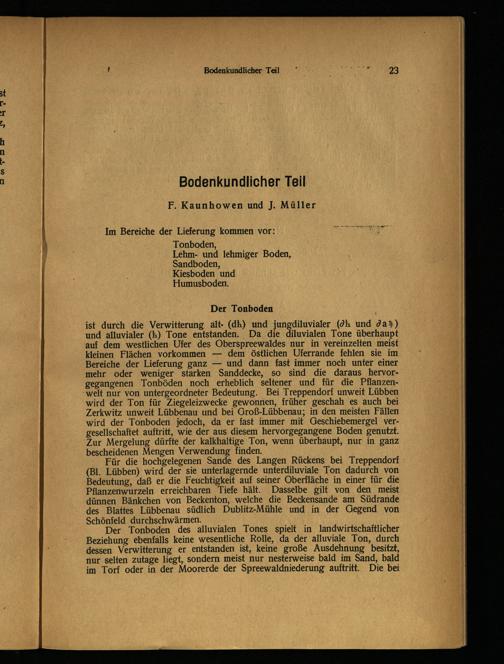 Bodenkundlicher Teil 23
Bodenkundlicher Teil
F. Kaunhowen und J. Müller
Im Bereiche der Lieferung kommen vor:
Tonboden,
Lehm- und lehmiger Boden,
Sandboden,
Kiesboden und
Humusboden.
Der Tonboden
ist durch die Verwitterung alt- (dh) und jungdiluvialer (∂h und
und alluvialer (h) Tone entstanden. Da die diluvialen Tone überhaupt
auf dem westlichen Ufer des Oberspreewaldes nur in vereinzelten meist
kleinen Flächen vorkommen — dem östlichen Uferrande fehlen sie im
Bereiche der Lieferung ganz — und dann fast immer noch unter einer
mehr oder weniger starken Sanddecke, so sind die daraus hervor-
gegangenen Tonböden noch erheblich seltener und für die Pflanzen-
welt nur von untergeordneter Bedeutung. Bei Treppendorf unweit Lübben
wird der Ton für Ziegeleizwecke gewonnen, früher geschah es auch bei
Zerkwitz unweit Lübbenau und bei Groß-Lübbenau; in den meisten Fällen
wird der Tonboden jedoch, da er fast immer mit Geschiebemergel ver-
gesellschaftet auftritt, wie der aus diesem hervorgegangene Boden genutzt.
Zur Mergelung dürfte der kalkhaltige Ton, wenn überhaupt, nur in ganz
bescheidenen Mengen Verwendung finden.
Für die hochgelegenen Sande des Langen Rückens bei Treppendorf
(Bl. Lübben) wird der sie unterlagernde unterdiluviale Ton dadurch von
Bedeutung, daß er die Feuchtigkeit auf seiner Oberfläche in einer für die
Pflanzenwurzeln erreichbaren Tiefe hält. Dasselbe gilt von den meist
dünnen Bänkchen von Beckenton, welche die Beckensande am Südrande
des Blattes Lübbenau südlich Dublitz-Mühle und in der Gegend von
Schönfeld durchschwärmen.
Der Tonboden des alluvialen Tones spielt in landwirtschaftlicher
Beziehung ebenfalls keine wesentliche Rolle, da der alluviale Ton, durch
dessen Verwitterung er entstanden ist, keine große Ausdehnung besitzt,
nur selten zutage liegt, sondern meist nur nesterweise bald im Sand, bald
im Torf oder in der Moorerde der Spreewaldniederung auftritt. Die bei